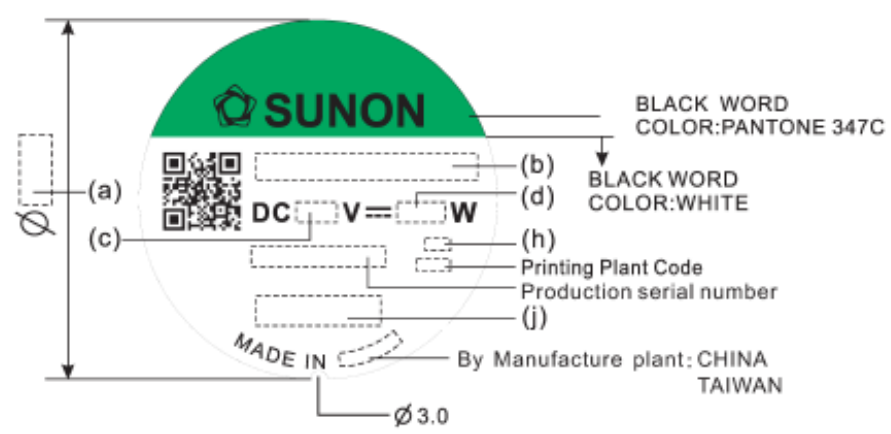 SUNON
BLACK WORD
COLOR:PANTONE 347C
(b)
BLACK WORD
COLOR:WHITE
(a)
Ø
DC V⎓ W
(d)
(c)
(h)
Printing Plant Code
Production serial number
(j)
MADE IN
By Manufacture plant: CHINA
TAIWAN
Ø3.0